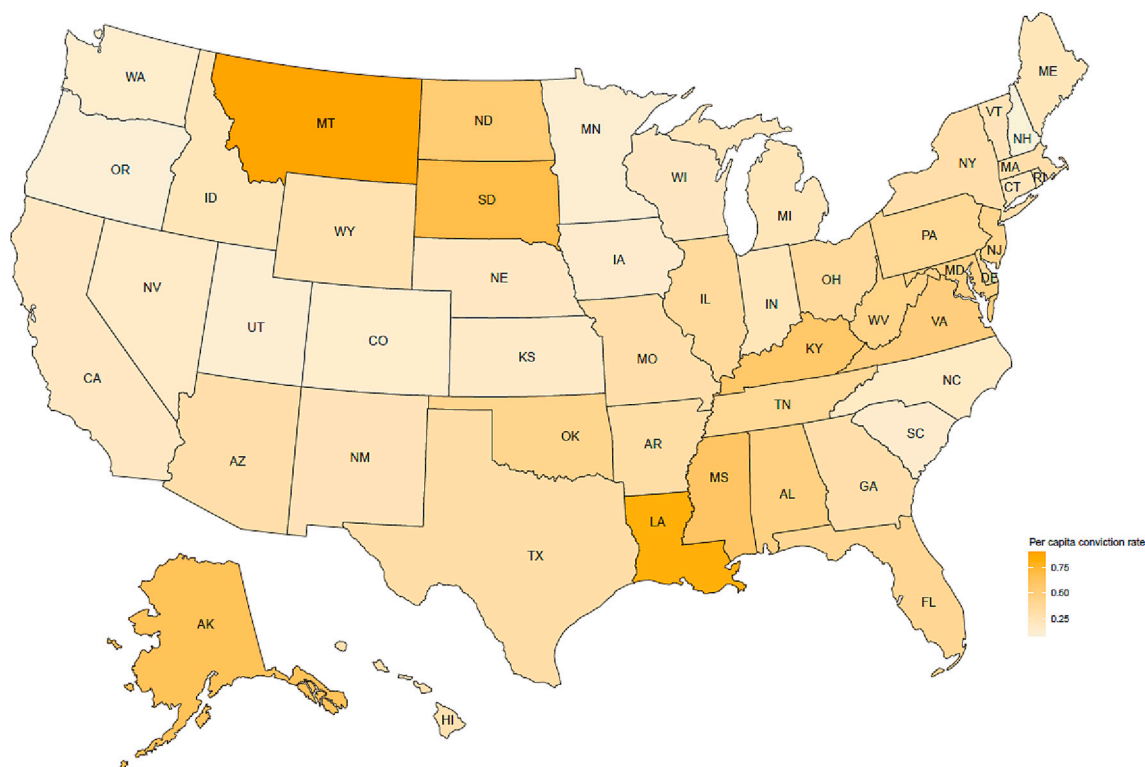 WA
MT
ND
MN
ME
VT
NH
OR
ID
SD
WI
NY
MA
CT
RI
MI
WY
PA
NJ
IA
NE
NV
OH
MD
DE
IL
IN
UT
CO
WV
VA
KS
MO
KY
CA
NC
TN
OK
AR
SC
AZ
NM
MS
AL
GA
LA
TX
Per capita conviction rate
0.75
0.50
0.25
FL
AK
HI